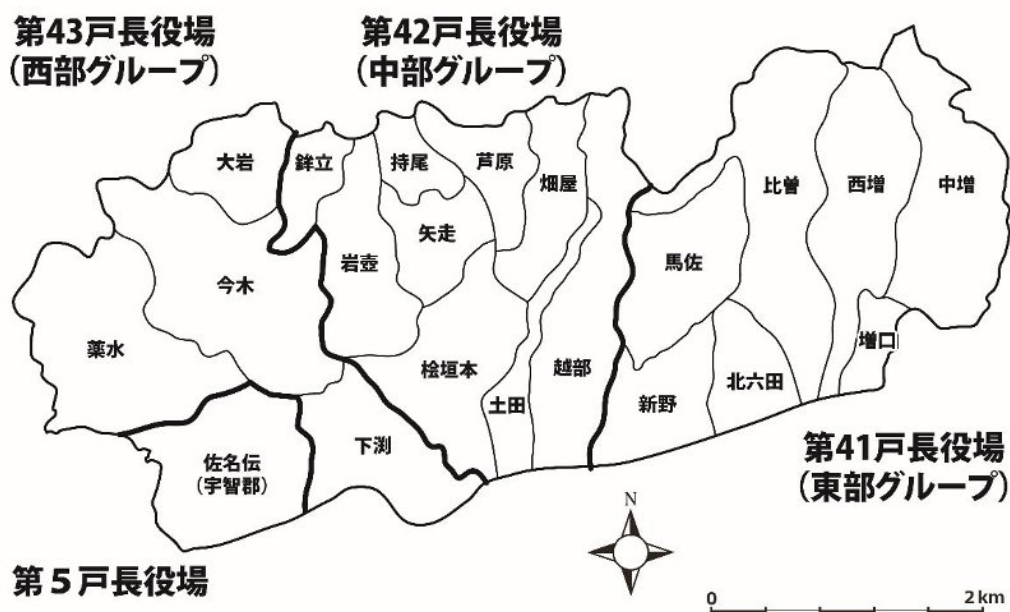 第43戸長役場
（西部グループ）
第42戸長役場
（中部グループ）
大岩
鉾立
持尾
芦原
畑屋
比曽
西増
中増
今木
岩壺
矢走
馬佐
薬水
桧垣本
越部
増口
土田
新野
北六田
佐名伝
（宇智郡）
下渕
第41戸長役場
（東部グループ）
第５戸長役場
N
0
2km